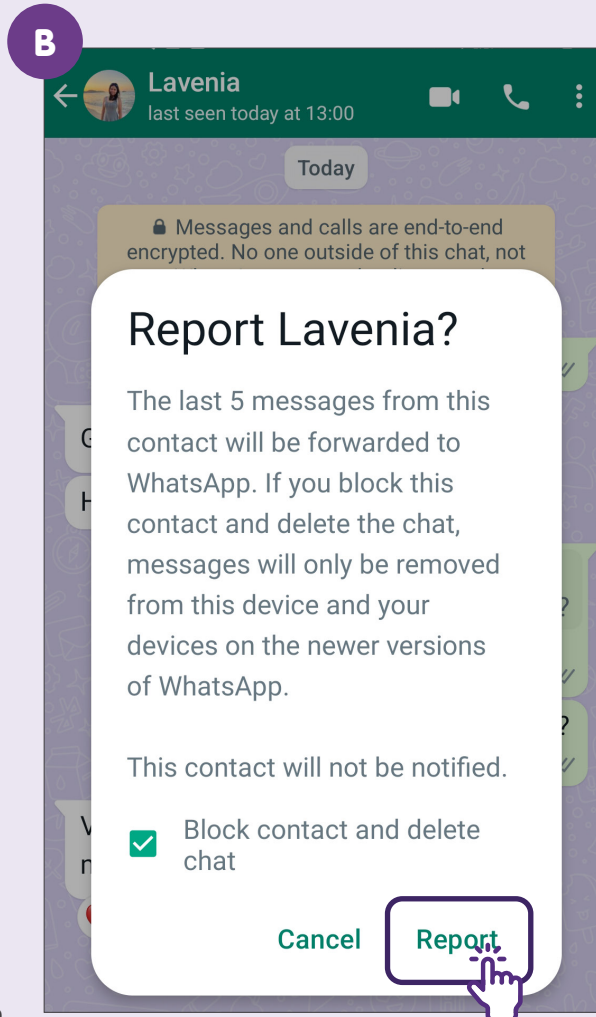 B
Lavenia
last seen today at 13:00
Today
Messages and calls are end-to-end
encrypted. No one outside of this chat, not
Report Lavenia?
The last 5 messages from this
contact will be forwarded to
WhatsApp. If you block this
contact and delete the chat,
messages will only be removed
from this device and your
devices on the newer versions
of WhatsApp.
This contact will not be notified.
Block contact and delete
chat
Cancel Report